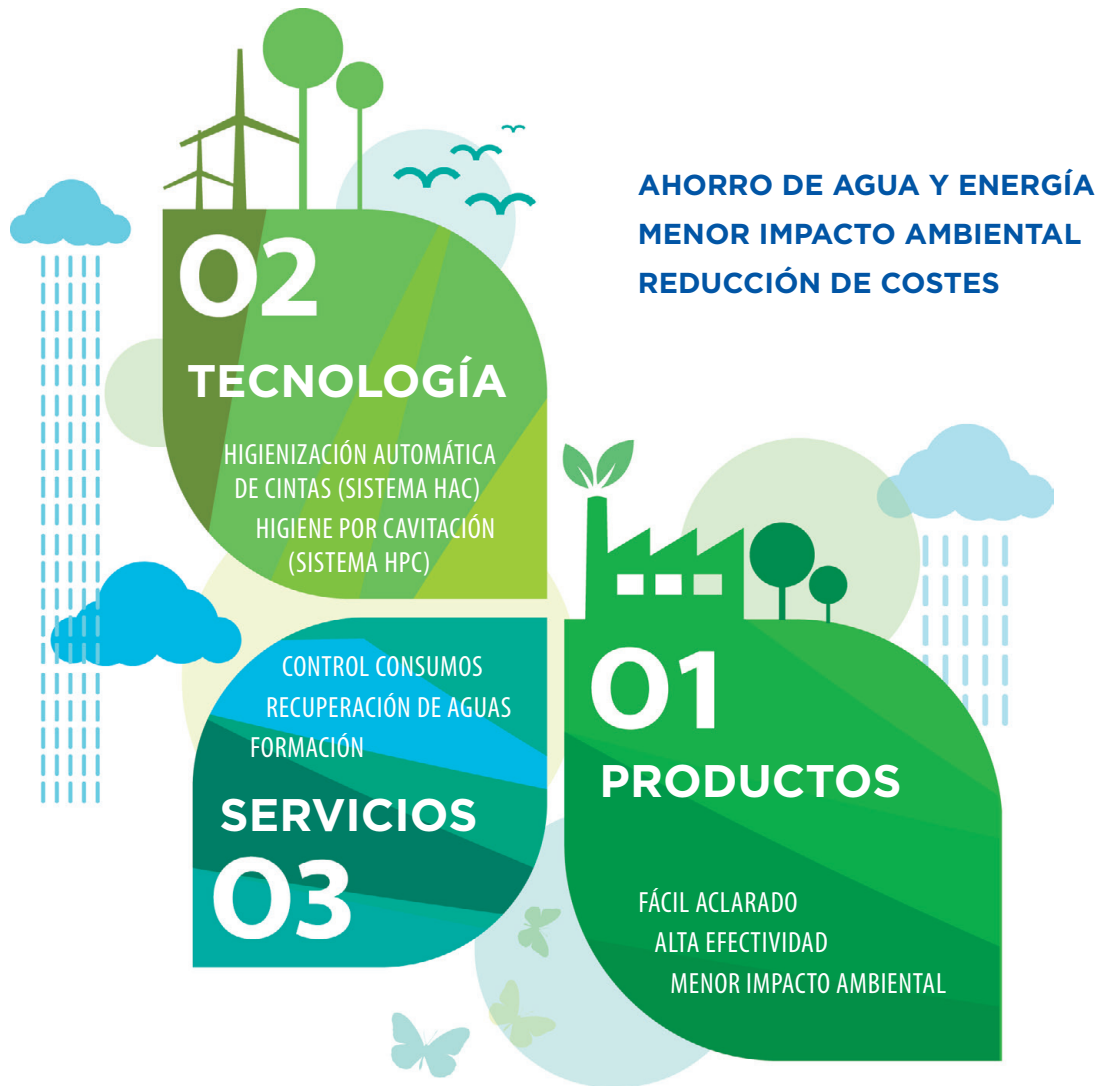 AHORRO DE AGUA Y ENERGÍA
MENOR IMPACTO AMBIENTAL
REDUCCIÓN DE COSTES
02
TECNOLOGÍA
HIGIENIZACIÓN AUTOMÁTICA
DE CINTAS (SISTEMA HAC)
HIGIENE POR CAVITACIÓN
(SISTEMA HPC)
01
PRODUCTOS
FÁCIL ACLARADO
ALTA EFECTIVIDAD
MENOR IMPACTO AMBIENTAL
CONTROL CONSUMOS
RECUPERACIÓN DE AGUAS
FORMACIÓN
SERVICIOS
03